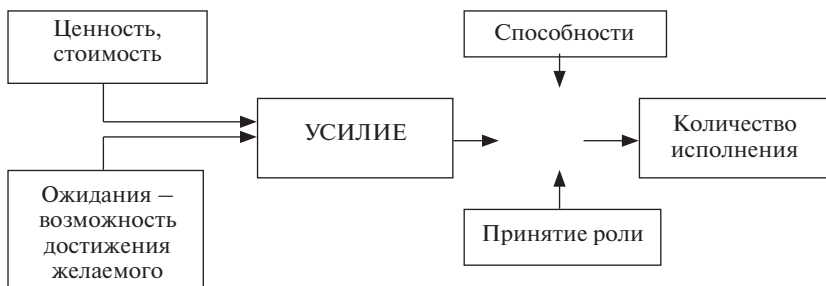 Ценность,
стоимость
Способности
УСИЛИЕ
Количество
исполнения
Ожидания –
возможность
достижения
желаемого
Принятие роли